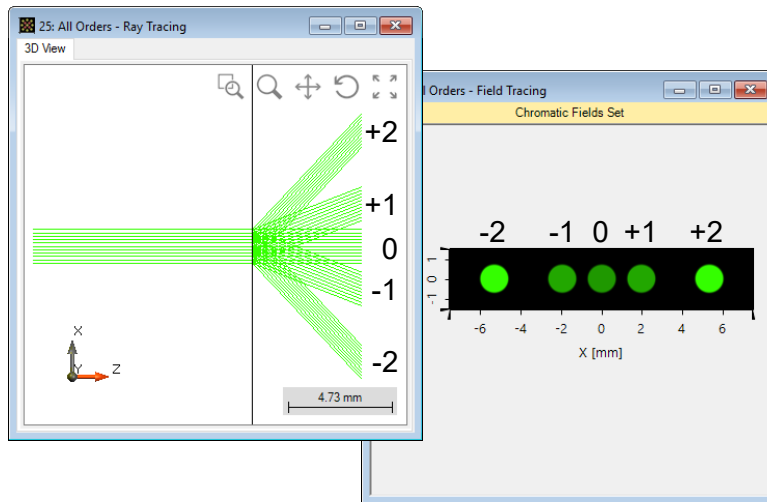 25: All Orders - Ray Tracing
3D View
+2
+1
0
-1
-2
X
Y
Z
4.73 mm
l Orders - Field Tracing
Chromatic Fields Set
-2 -1 0 +1 +2
1
0
-1
-6 -4 -2 0 2 4 6
X [mm]